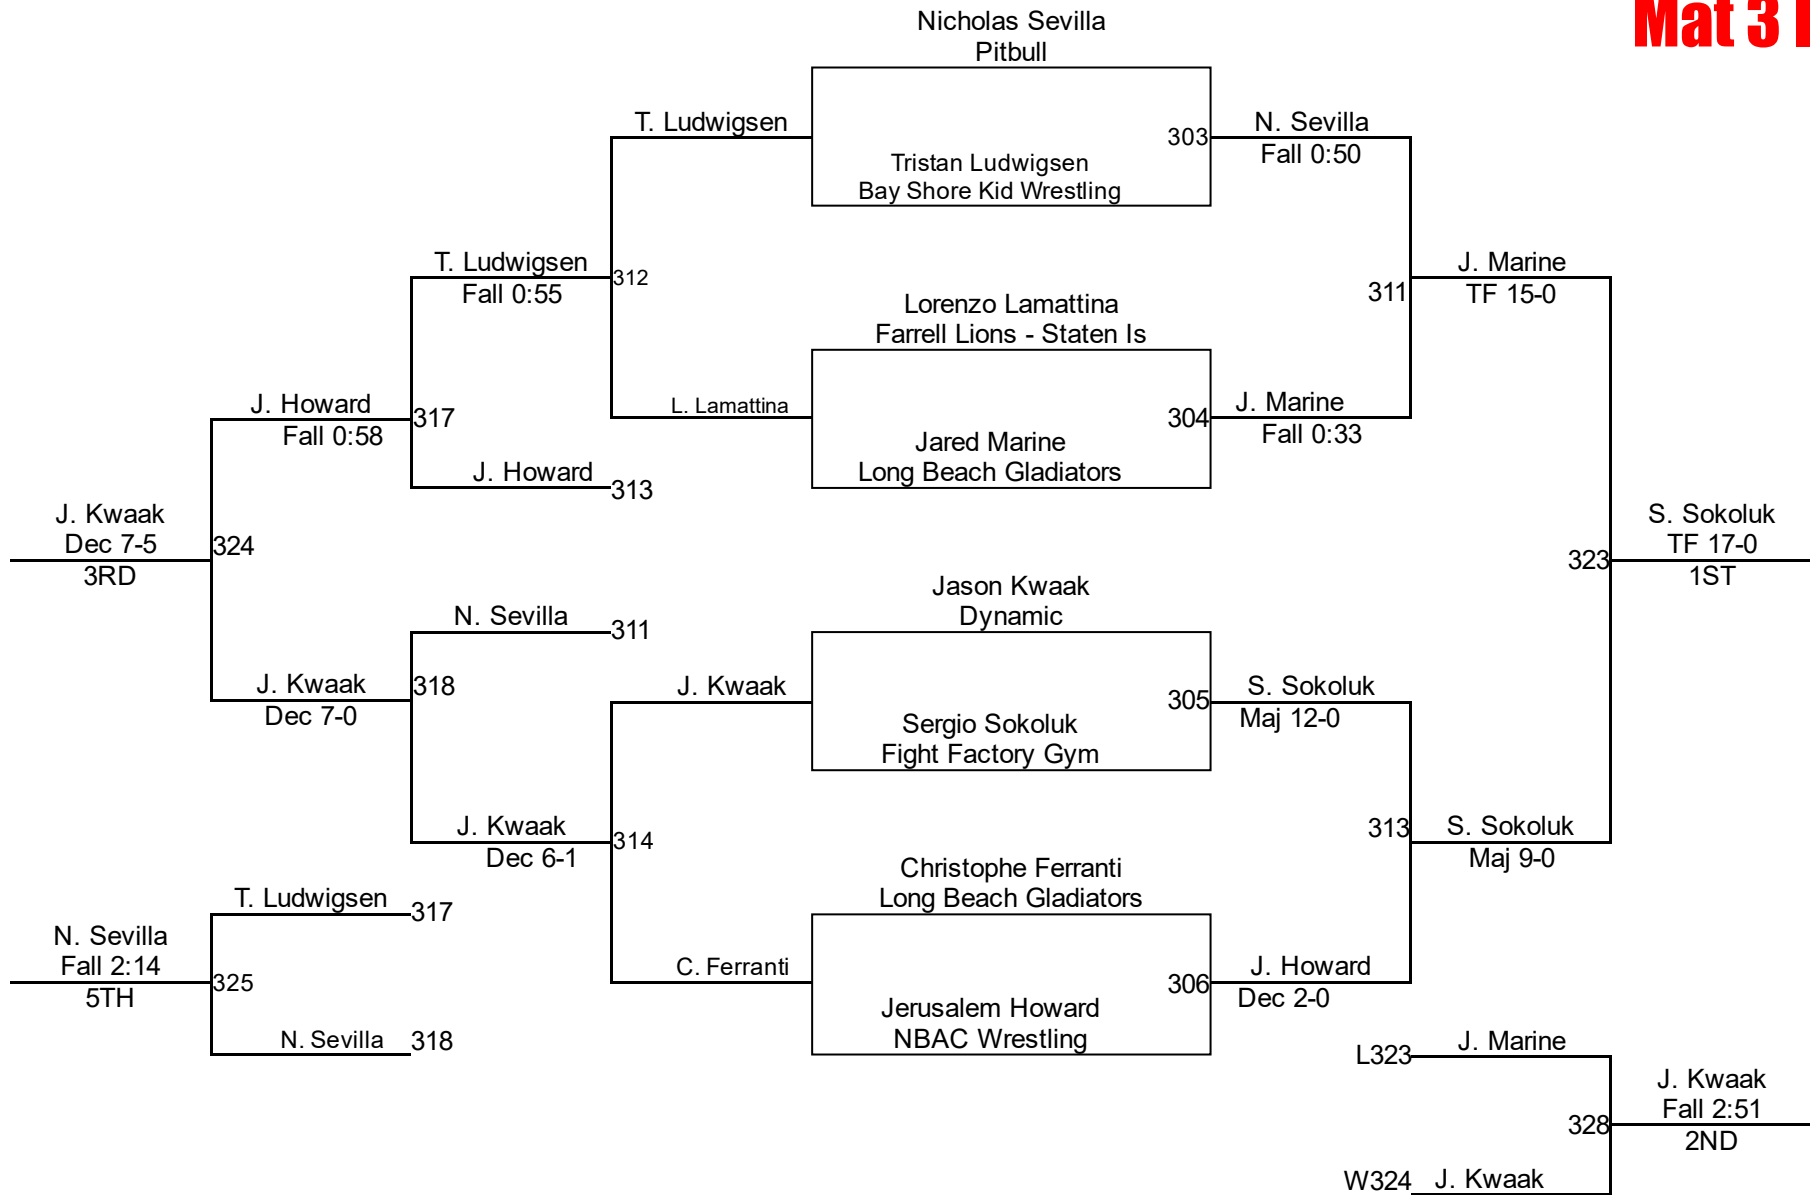 Mat 3
Nicholas Sevilla
Pitbull
T. Ludwigsen
303
N. Sevilla
Fall 0:50
Tristan Ludwigsen
Bay Shore Kid Wrestling
T. Ludwigsen
Fall 0:55
312
J. Marine
TF 15-0
311
Lorenzo Lamattina
Farrell Lions - Staten Is
J. Howard
Fall 0:58
317
L. Lamattina
304
J. Marine
Fall 0:33
Jared Marine
Long Beach Gladiators
J. Howard
313
J. Kwaak
Dec 7-5
3RD
324
323
S. Sokoluk
TF 17-0
1ST
Jason Kwaak
Dynamic
N. Sevilla
311
J. Kwaak
Dec 7-0
318
J. Kwaak
305
S. Sokoluk
Maj 12-0
Sergio Sokoluk
Fight Factory Gym
J. Kwaak
Dec 6-1
314
313
S. Sokoluk
Maj 9-0
Christophe Ferranti
Long Beach Gladiators
T. Ludwigsen
317
N. Sevilla
Fall 2:14
5TH
325
C. Ferranti
306
J. Howard
Dec 2-0
Jerusalem Howard
NBAC Wrestling
N. Sevilla
318
L323
J. Marine
328
J. Kwaak
Fall 2:51
2ND
W324
J. Kwaak